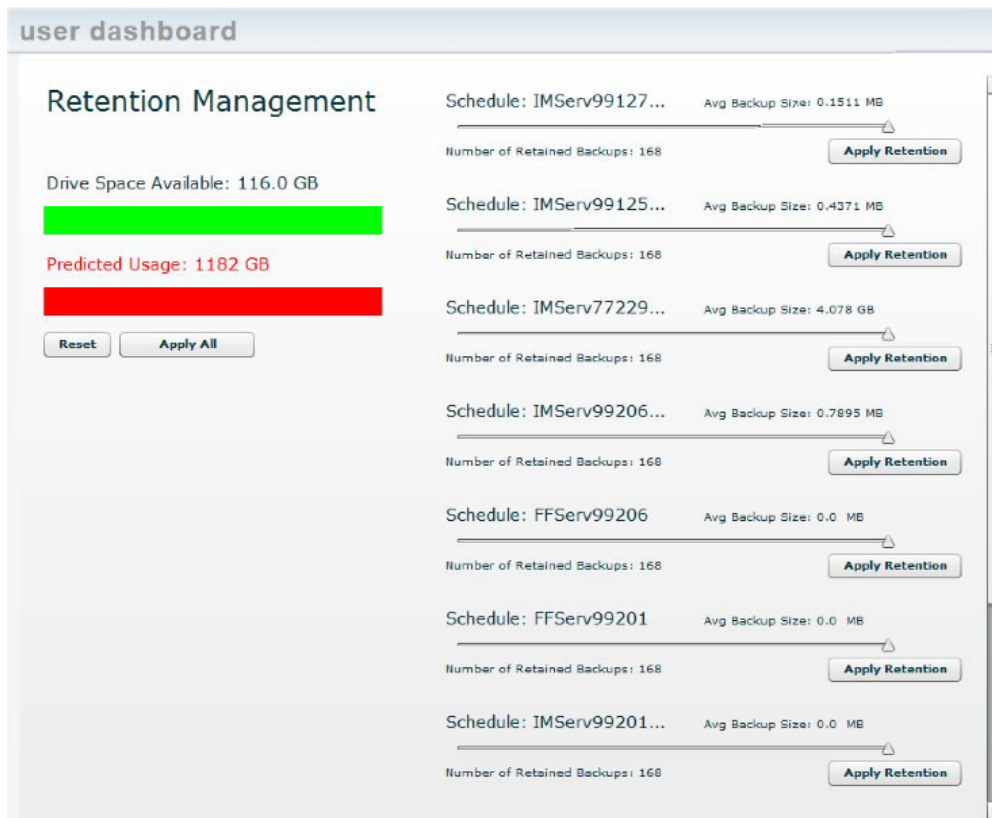 user dashboard
Retention Management
Drive Space Available: 116.0 GB
Predicted Usage: 1182 GB
Reset
Apply All
Schedule: IMServ99127...
Avg Backup Size: 0.1511 MB
Number of Retained Backups: 168
Apply Retention
Schedule: IMServ99125...
Avg Backup Size: 0.4371 MB
Number of Retained Backups: 168
Apply Retention
Schedule: IMServ77229...
Avg Backup Size: 4.078 GB
Number of Retained Backups: 168
Apply Retention
Schedule: IMServ99206...
Avg Backup Size: 0.7895 MB
Number of Retained Backups: 168
Apply Retention
Schedule: FFServ99206
Avg Backup Size: 0.0 MB
Number of Retained Backups: 168
Apply Retention
Schedule: FFServ99201
Avg Backup Size: 0.0 MB
Number of Retained Backups: 168
Apply Retention
Schedule: IMServ99201...
Avg Backup Size: 0.0 MB
Number of Retained Backups: 168
Apply Retention